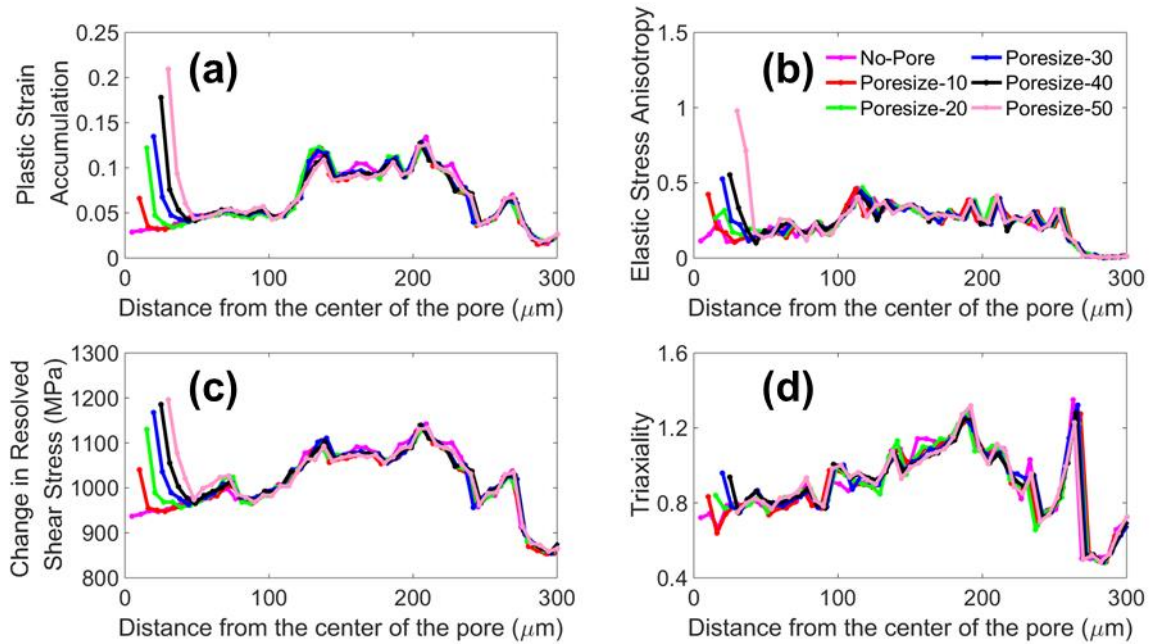 (a)
Plastic Strain
Accumulation
0.25
0.2
0.15
0.1
0.05
0
0 100 200 300
Distance from the center of the pore (μm)
(b)
Elastic Stress Anisotropy
1.5
1
0.5
0
No-Pore
Poresize-10
Poresize-20
Poresize-30
Poresize-40
Poresize-50
0 100 200 300
Distance from the center of the pore (μm)
(c)
Change in Resolved
Shear Stress (MPa)
1300
1200
1100
1000
900
800
0 100 200 300
Distance from the center of the pore (μm)
(d)
Triaxiality
1.6
1.2
0.8
0.4
0 100 200 300
Distance from the center of the pore (μm)